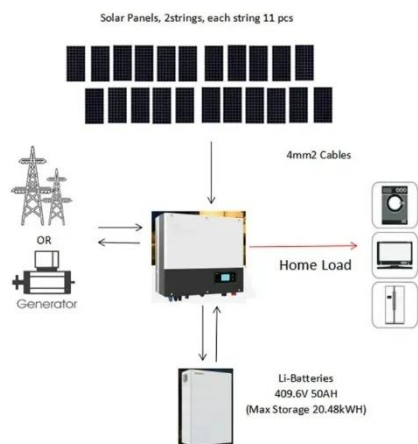 Solar Panels, 2strings, each string 11 pcs
4mm2 Cables
OR
Generator
Home Load
Li-Batteries
409.6V 50AH
(Max Storage 20.48kWH)